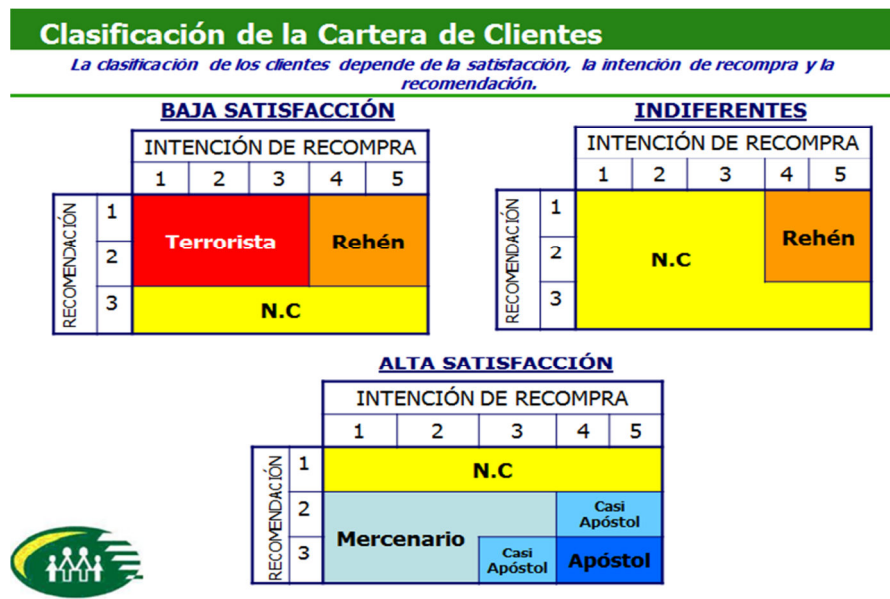 Clasificación de la Cartera de Clientes
La clasificación de los clientes depende de la satisfacción, la intención de recompra y la
recomendación.
BAJA SATISFACCIÓN
INTENCIÓN DE RECOMPRA
1 2 3 4 5
RECOMENDACIÓN
1
2
3
Terrorista
Rehén
N.C
INDIFERENTES
INTENCIÓN DE RECOMPRA
1 2 3 4 5
RECOMENDACIÓN
1
2
3
N.C
Rehén
ALTA SATISFACCIÓN
INTENCIÓN DE RECOMPRA
1 2 3 4 5
RECOMENDACIÓN
1
2
3
N.C
Mercenario
Casi
Apóstol
Casi
Apóstol
Apóstol